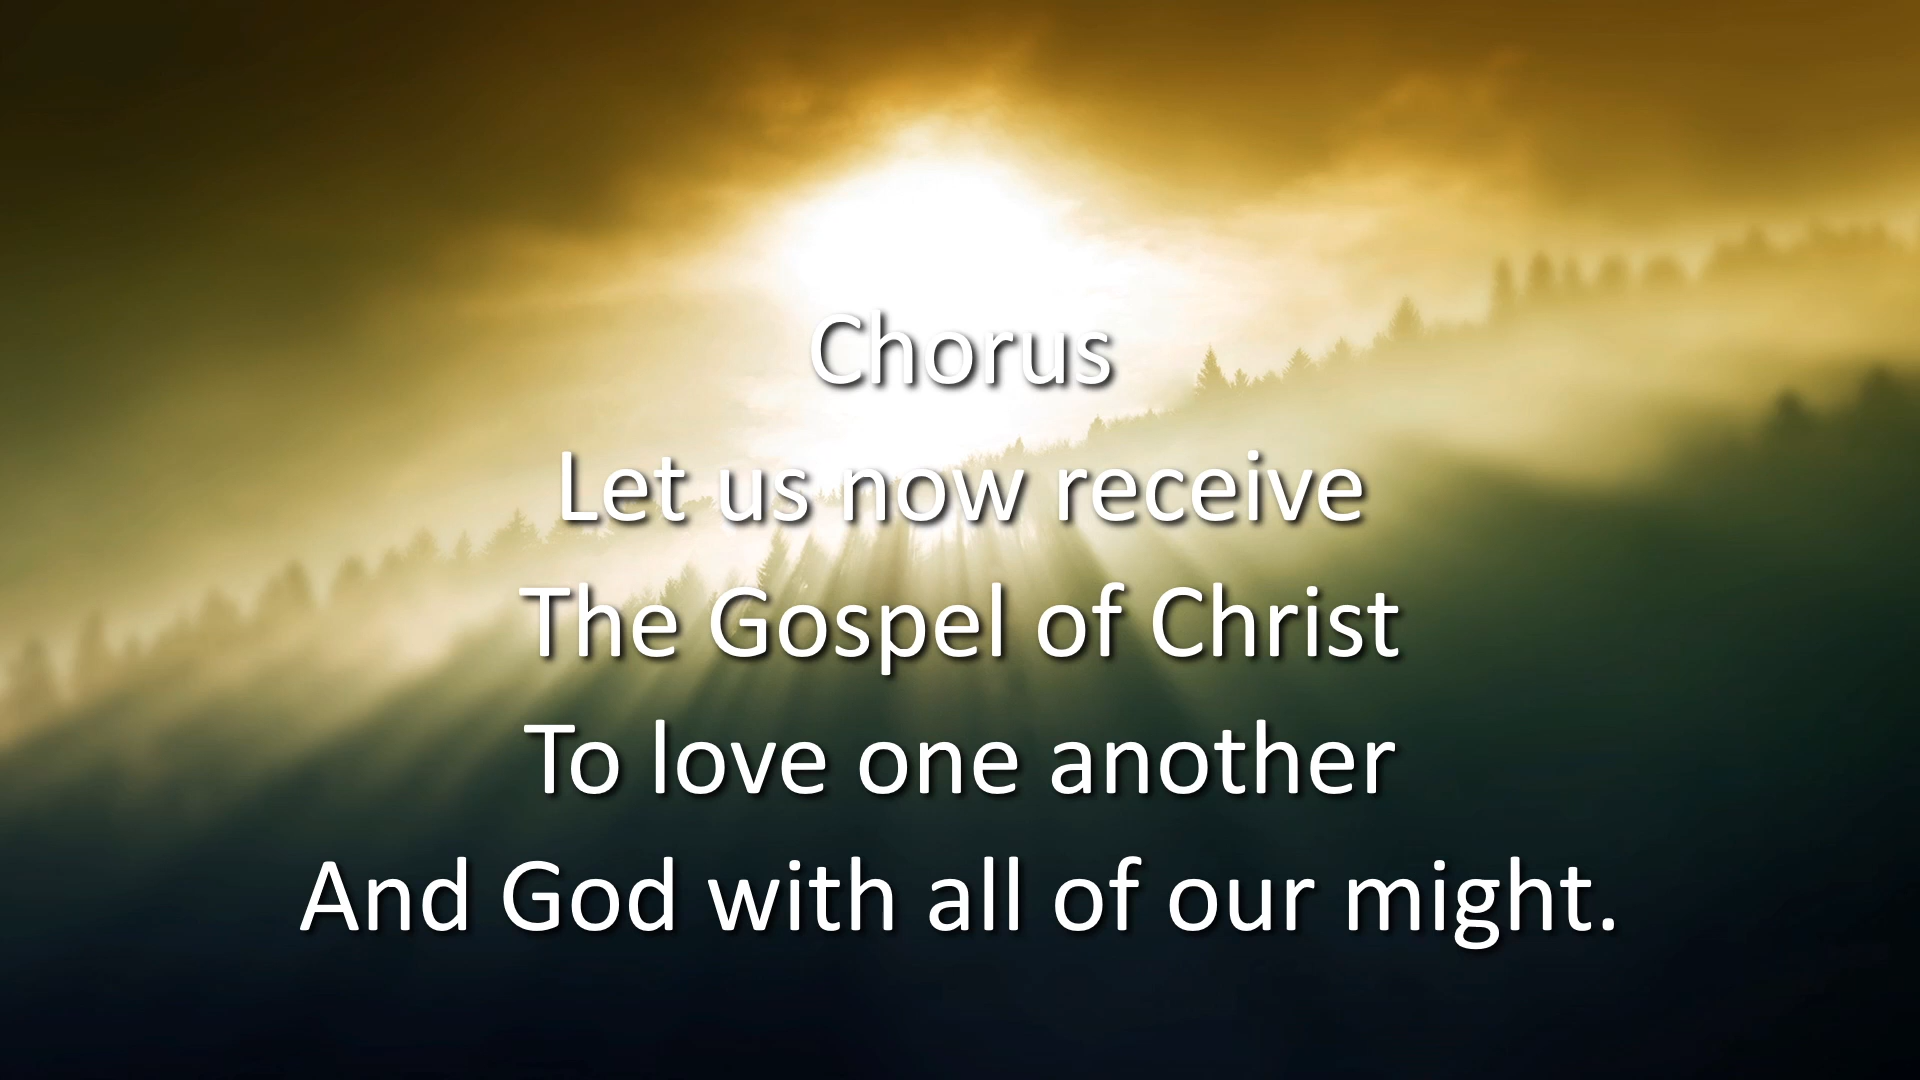 Chorus
Let us now receive
The Gospel of Christ
To love one another
And God with all of our might.